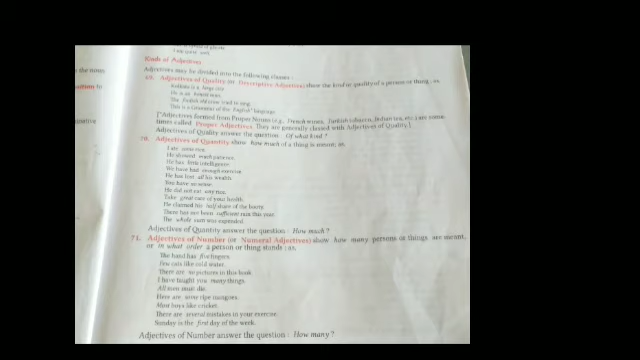 I am quite well.
Kinds of Adjectives
Adjectives may be divided into the following classes :
69. Adjectives of Quality (or Descriptive Adjectives) show the kind or quality of a person or thing ; as,
Kolkata is a large city.
He is an honest man.
The foolish old crow tried to sing.
This is a Grammar of the English language.
[Adjectives formed from Proper Nouns (e.g., French wines, Turkish tobacco, Indian tea, etc.) are some-
times called Proper Adjectives. They are generally classed with Adjectives of Quality.]
Adjectives of Quality answer the question : Of what kind ?
70. Adjectives of Quantity show how much of a thing is meant; as,
I ate some rice.
He showed much patience.
He has little intelligence.
We have had enough exercise.
He has lost all his wealth.
You have no sense.
He did not eat any rice.
Take great care of your health.
He claimed his half share of the booty.
There has not been sufficient rain this year.
The whole sum was expended.
Adjectives of Quantity answer the question : How much ?
71. Adjectives of Number (or Numeral Adjectives) show how many persons or things are meant,
or in what order a person or thing stands ; as,
The hand has five fingers.
Few cats like cold water.
There are no pictures in this book.
I have taught you many things.
All men must die.
Here are some ripe mangoes.
Most boys like cricket.
There are several mistakes in your exercise.
Sunday is the first day of the week.
Adjectives of Number answer the question : How many ?